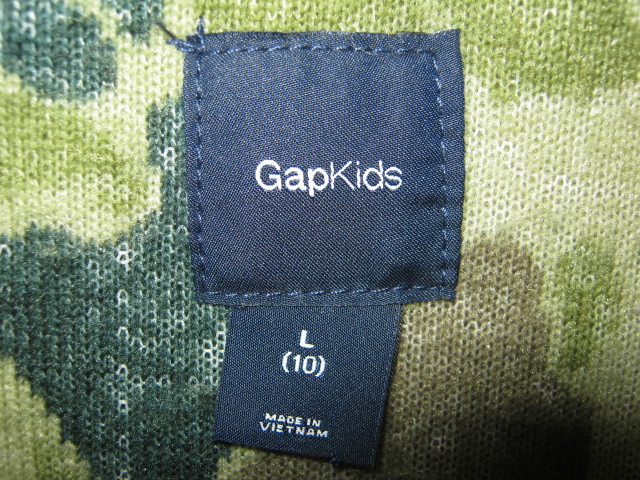 GapKids
L
(10)
MADE IN
VIETNAM